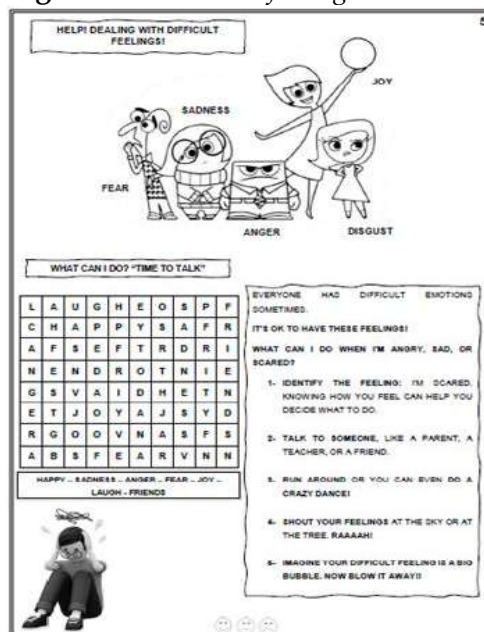 5
HELP! DEALING WITH DIFFICULT
FEELINGS!
JOY
SADNESS
FEAR
ANGER
DISGUST
WHAT CAN I DO? "TIME TO TALK"
L A U G H E O S P F
C H A P P Y S A F R
A F S E F T R D R I
N E N D R O T N I E
G S V A I D H E T N
E T J O Y A J S Y D
R G O O V N A S F S
A B S F E A R V N N
HAPPY – SADNESS – ANGER – FEAR – JOY –
LAUGH - FRIENDS
EVERYONE HAS DIFFICULT EMOTIONS
SOMETIMES.
IT'S OK TO HAVE THESE FEELINGS!
WHAT CAN I DO WHEN I'M ANGRY, SAD, OR
SCARED?
1- IDENTIFY THE FEELING: I'M SCARED.
KNOWING HOW YOU FEEL CAN HELP YOU
DECIDE WHAT TO DO.
2- TALK TO SOMEONE, LIKE A PARENT, A
TEACHER, OR A FRIEND.
3- RUN AROUND OR YOU CAN EVEN DO A
CRAZY DANCE!
4- SHOUT YOUR FEELINGS AT THE SKY OR AT
THE TREE. RAAAAH!
5- IMAGINE YOUR DIFFICULT FEELING IS A BIG
BUBBLE. NOW BLOW IT AWAY!!